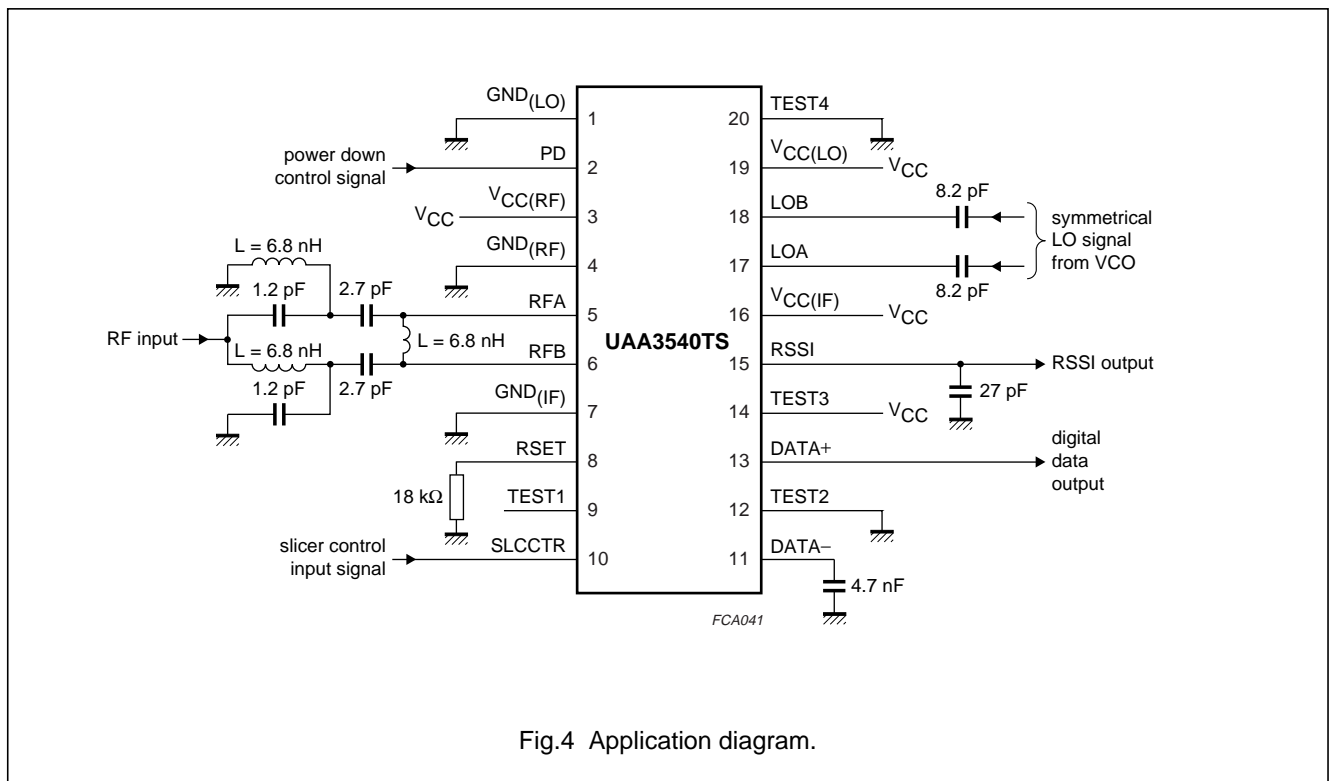 GND(LO)
1
power down
control signal
PD
2
VCC
VCC(RF)
3
GND(RF)
4
L = 6.8 nH
1.2 pF
2.7 pF
RFA
5
RF input
L = 6.8 nH
L = 6.8 nH
RFB
6
1.2 pF
2.7 pF
GND(IF)
7
RSET
8
18 kΩ
TEST1
9
slicer control
input signal
SLCCTR
10
UAA3540TS
20
TEST4
19
VCC(LO)
VCC
8.2 pF
18
LOB
symmetrical
LO signal
from VCO
17
LOA
8.2 pF
16
VCC(IF)
VCC
15
RSSI
RSSI output
27 pF
14
TEST3
VCC
13
DATA+
digital
data
output
12
TEST2
11
DATA−
4.7 nF
FCA041
Fig.4 Application diagram.